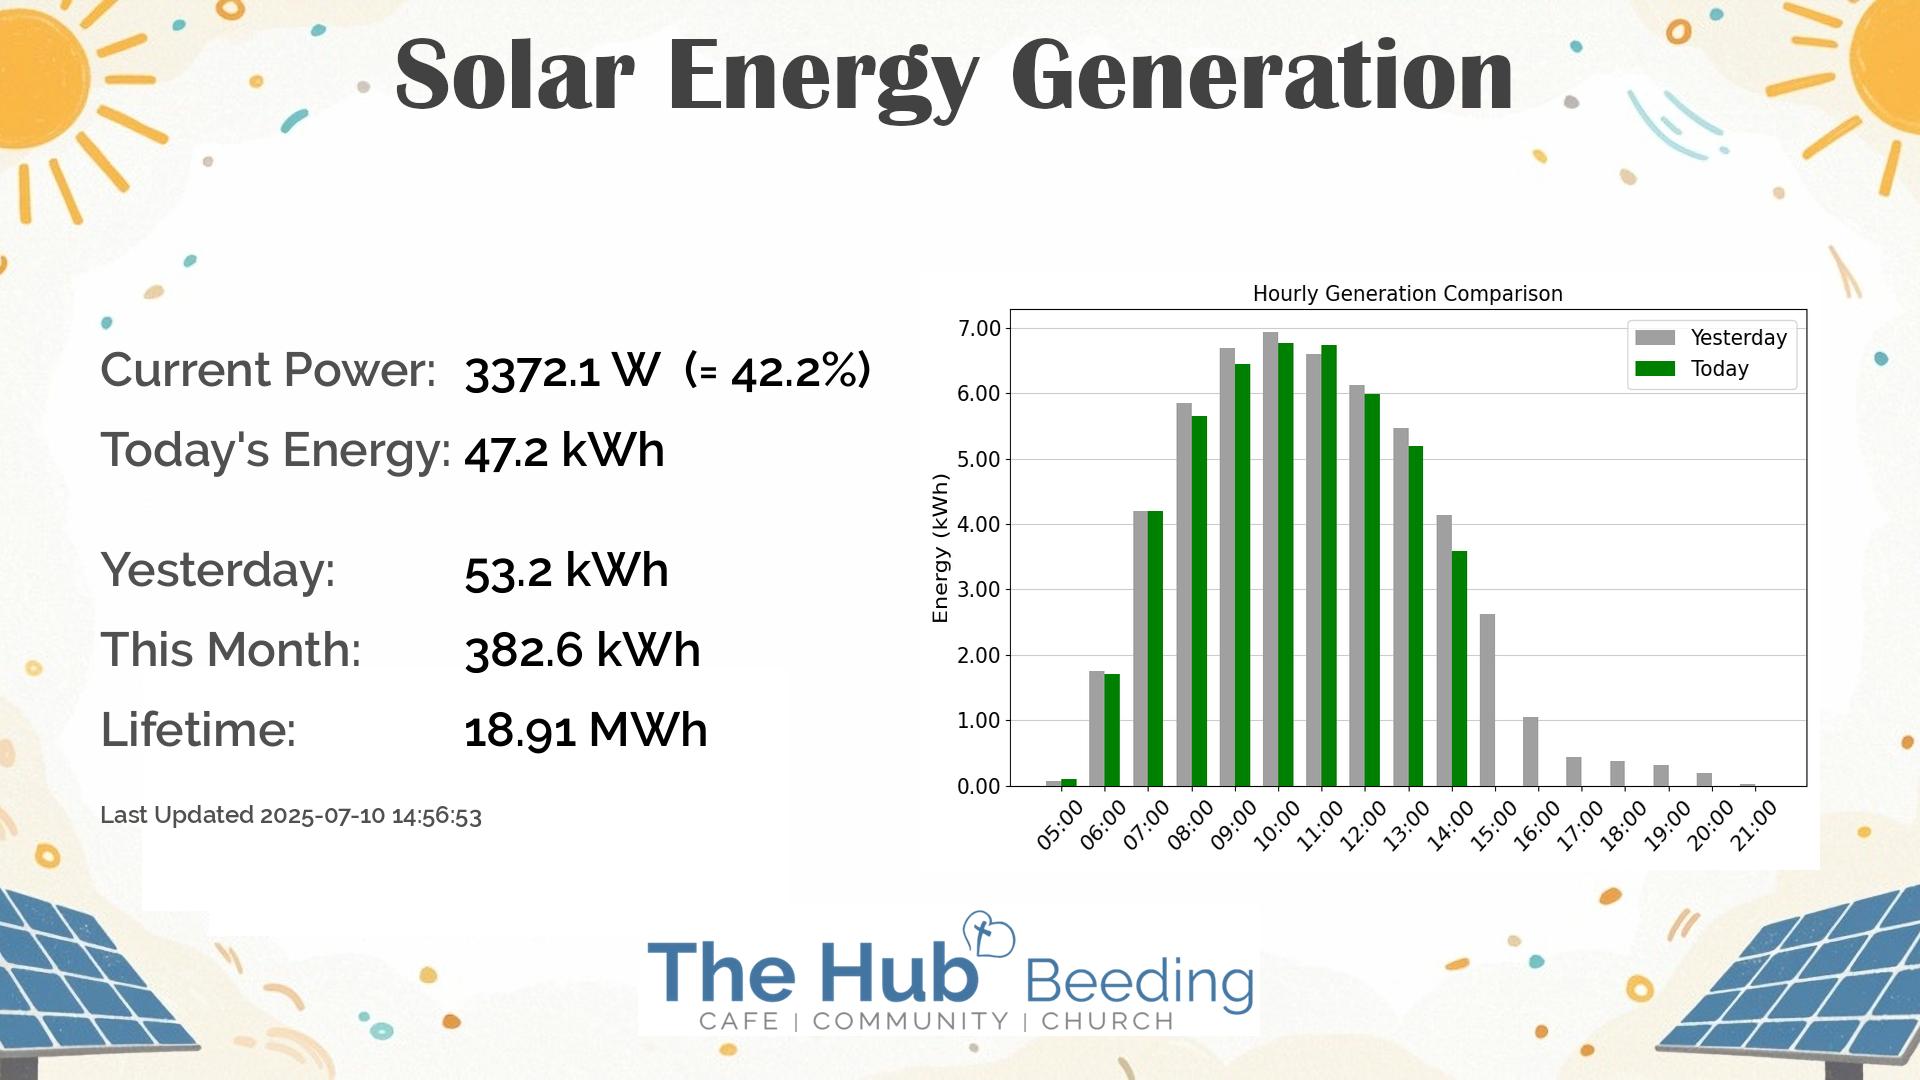 Solar Energy Generation
Current Power: 3372.1 W (= 42.2%)
Today's Energy: 47.2 kWh
Yesterday: 53.2 kWh
This Month: 382.6 kWh
Lifetime: 18.91 MWh
Last Updated 2025-07-10 14:56:53
Hourly Generation Comparison
Yesterday
Today
Energy (kWh)
7.00
6.00
5.00
4.00
3.00
2.00
1.00
0.00
05:00 06:00 07:00 08:00 09:00 10:00 11:00 12:00 13:00 14:00 15:00 16:00 17:00 18:00 19:00 20:00 21:00
The Hub Beeding
CAFE | COMMUNITY | CHURCH